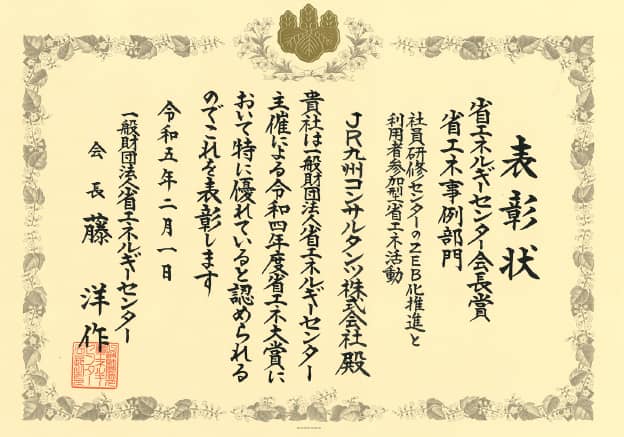 表彰状
省エネルギーセンター会長賞
省エネ事例部門
社員研修センターのZEB化推進と
利用者参加型省エネ活動
JR九州コンサルタンツ株式会社 殿
貴社は一般財団法人省エネルギーセンター
主催による令和四年度省エネ大賞に
おいて特に優れていると認められる
のでこれを表彰します
令和五年二月一日
一般財団法人省エネルギーセンター
会長 藤 洋作